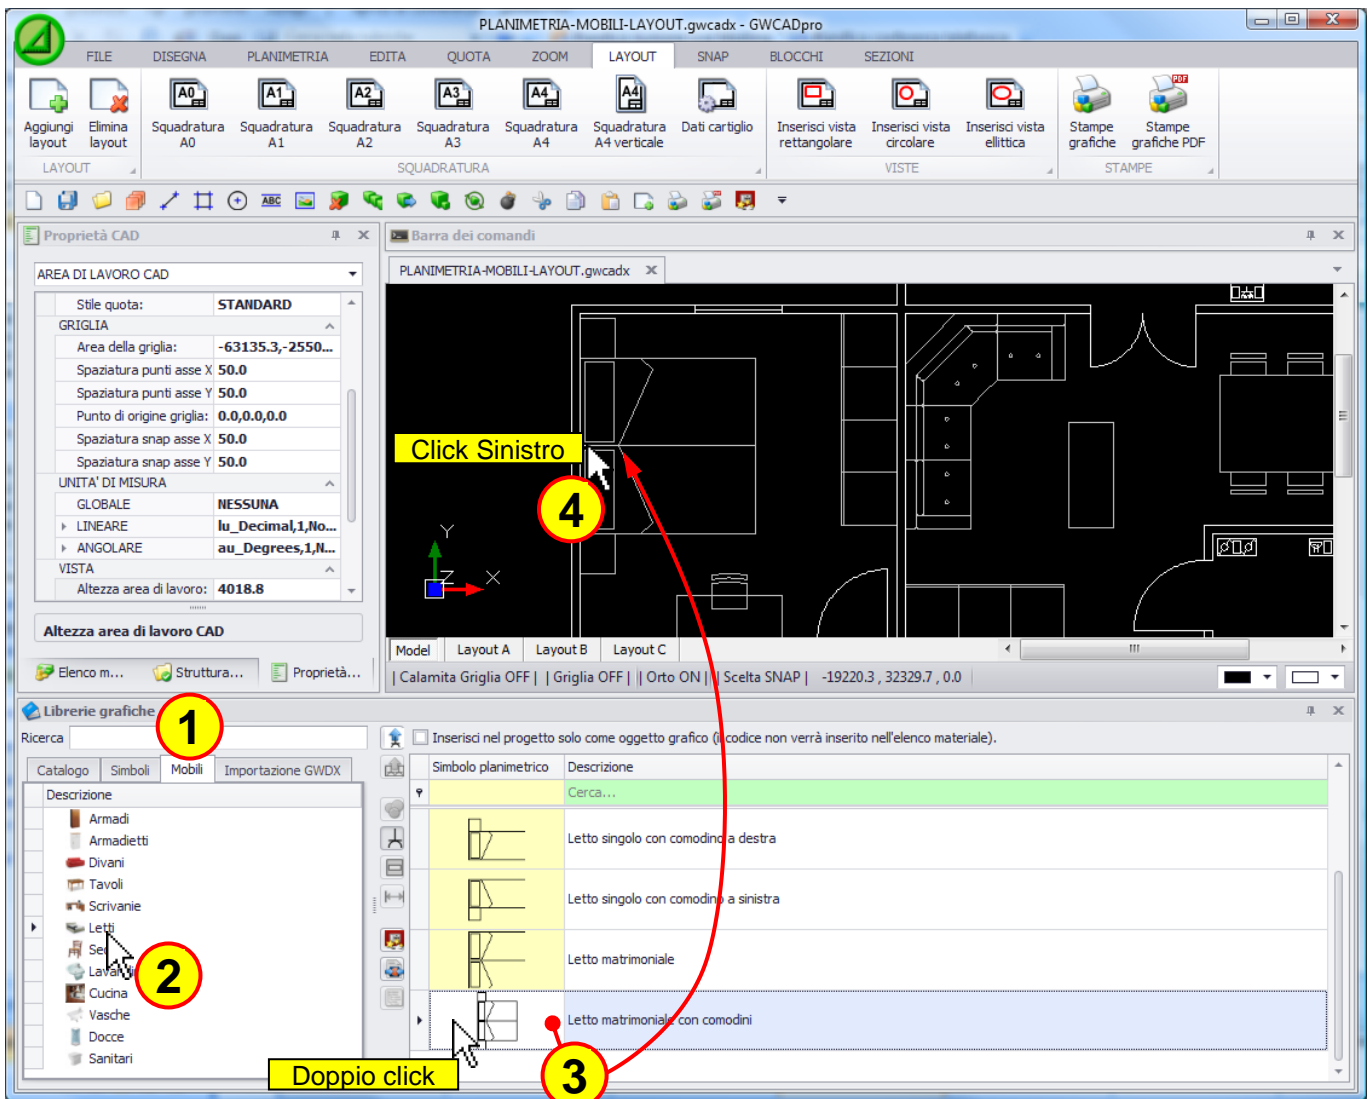 PLANIMETRIA-MOBILI-LAYOUT.gwcadx - GWCADpro
FILE DISEGNA PLANIMETRIA EDITA QUOTA ZOOM LAYOUT SNAP BLOCCHI SEZIONI
A0 A1 A2 A3 A4 A4 PDF
Aggiungi layout Elimina layout Squadratura A0 Squadratura A1 Squadratura A2 Squadratura A3 Squadratura A4 Squadratura A4 verticale Dati cartiglio Inserisci vista rettangolare Inserisci vista circolare Inserisci vista ellittica Stampe grafiche Stampe grafiche PDF
LAYOUT SQUADRATURA VISTE STAMPE
ABC
Proprietà CAD
AREA DI LAVORO CAD
Stile quota: STANDARD
GRIGLIA
Area della griglia: -63135.3,-2550...
Spaziatura punti asse X 50.0
Spaziatura punti asse Y 50.0
Punto di origine griglia: 0.0,0.0,0.0
Spaziatura snap asse X 50.0
Spaziatura snap asse Y 50.0
UNITA' DI MISURA
GLOBALE NESSUNA
LINEARE lu_Decimal,1,No...
ANGOLARE au_Degrees,1,N...
VISTA
Altezza area di lavoro: 4018.8
Altezza area di lavoro CAD
Elenco m... Struttura... Proprietà...
Barra dei comandi
PLANIMETRIA-MOBILI-LAYOUT.gwcadx
Click Sinistro
4
Y
Z X
Model Layout A Layout B Layout C
| Calamita Griglia OFF | | Griglia OFF | | Orto ON | | Scelta SNAP | -19220.3 , 32329.7 , 0.0
Librerie grafiche
1
Ricerca
Catalogo Simboli Mobili Importazione GWDX
Descrizione
Armadi
Armadietti
Divani
Tavoli
Scrivanie
Letti
Cucina
Vasche
Docce
Sanitari
2
Inserisci nel progetto solo come oggetto grafico (il codice non verrà inserito nell'elenco materiale).
Simbolo planimetrico Descrizione
Cerca...
Letto singolo con comodino a destra
Letto singolo con comodino a sinistra
Letto matrimoniale
Letto matrimoniale con comodini
Doppio click
3